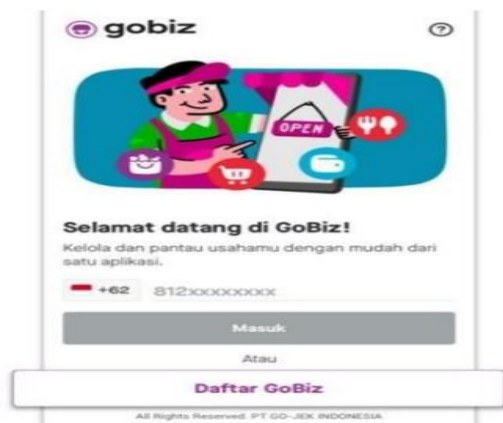 gobiz
OPEN
Selamat datang di GoBiz!
Kelola dan pantau usahamu dengan mudah dari
satu aplikasi.
+62 812xxxxxxxxx
Masuk
Atau
Daftar GoBiz
All Rights Reserved. PT GO-JEK INDONESIA